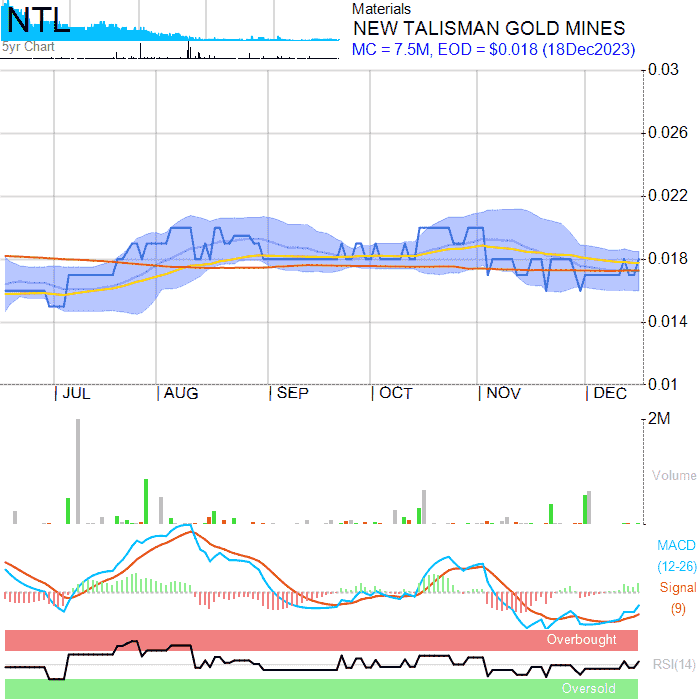 NTL
5yr Chart
Materials
NEW TALISMAN GOLD MINES
MC = 7.5M, EOD = $0.018 (18Dec2023)
0.03
0.026
0.022
0.018
0.014
0.01
JUL AUG SEP OCT NOV DEC
2M
Volume
MACD
(12-26)
Signal
(9)
Overbought
RSI(14)
Oversold